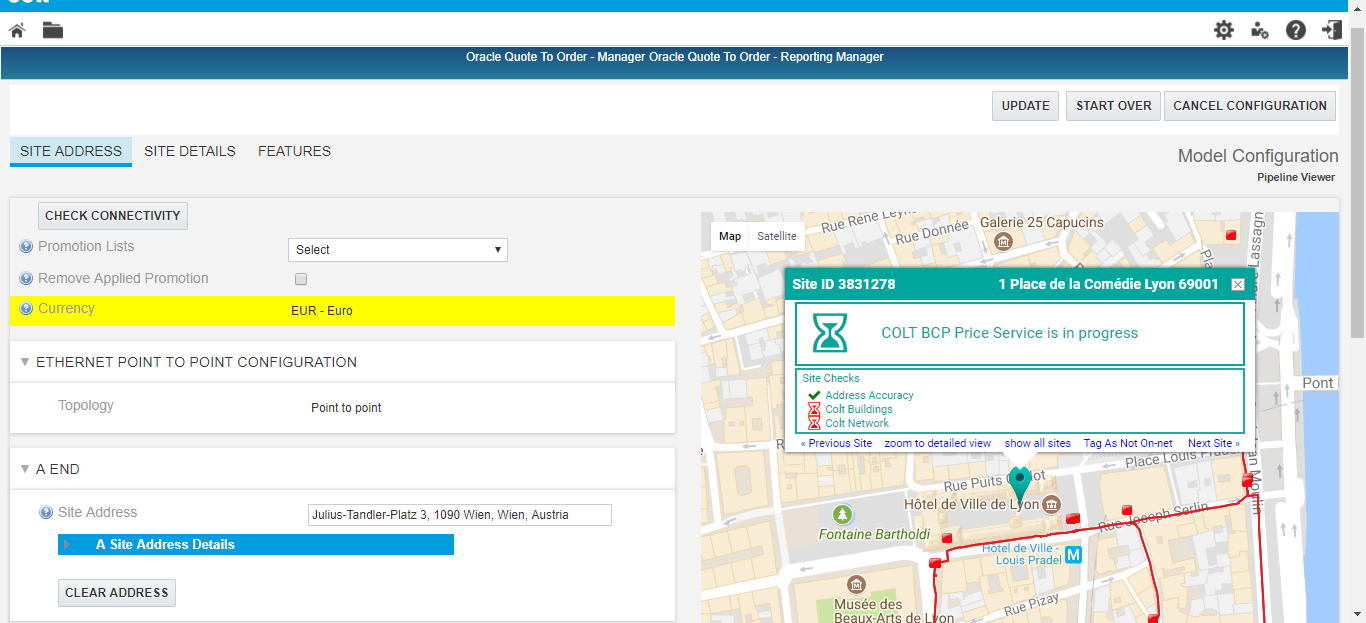 Oracle Quote To Order - Manager Oracle Quote To Order - Reporting Manager
UPDATE
START OVER
CANCEL CONFIGURATION
SITE ADDRESS
SITE DETAILS
FEATURES
Model Configuration
Pipeline Viewer
CHECK CONNECTIVITY
Promotion Lists
Select
Remove Applied Promotion
Currency
EUR - Euro
ETHERNET POINT TO POINT CONFIGURATION
Topology
Point to point
A END
Site Address
Julius-Tandler-Platz 3, 1090 Wien, Wien, Austria
A Site Address Details
CLEAR ADDRESS
Map
Satellite
Rue René Leyn
Rue Donnée
Galerie 25 Capucins
Site ID 3831278
1 Place de la Comédie Lyon 69001
COLT BCP Price Service is in progress
Site Checks
Address Accuracy
Colt Buildings
Colt Network
« Previous Site
zoom to detailed view
show all sites
Tag As Not On-net
Next Site »
Pont
Place Louis Pradel
Rue Puits
Hôtel de Ville de Lyon
Rue Joseph Serlin
Fontaine Bartholdi
Hôtel de Ville -
Louis Pradel
M
Rue Pizay
Musée des
Beaux-Arts de Lyon